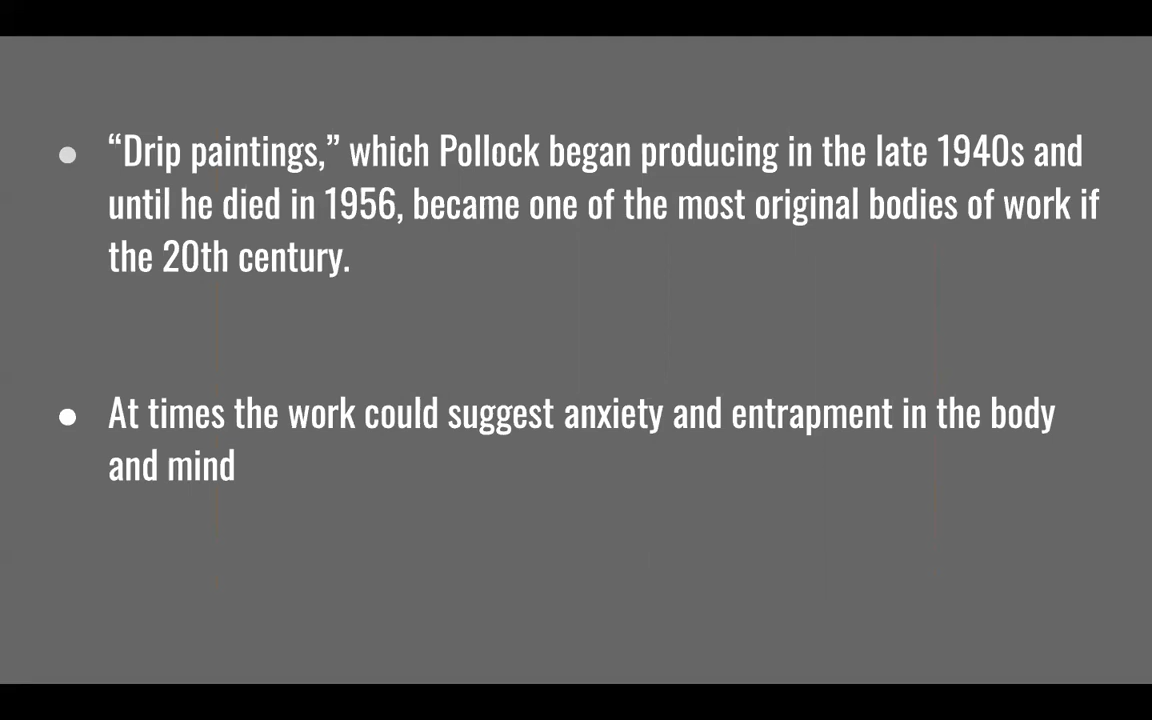 ● “Drip paintings,” which Pollock began producing in the late 1940s and
until he died in 1956, became one of the most original bodies of work if
the 20th century.
● At times the work could suggest anxiety and entrapment in the body
and mind